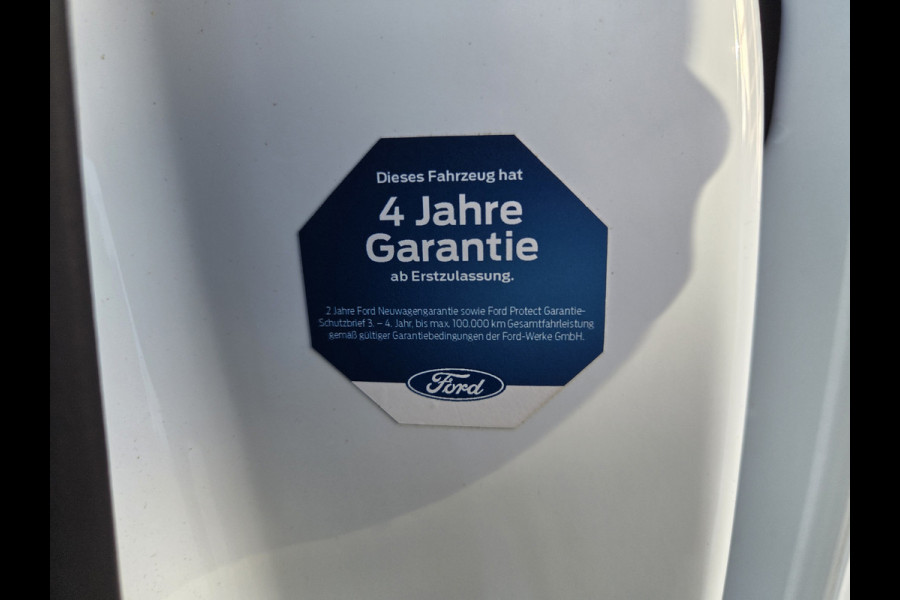 Dieses Fahrzeug hat
4 Jahre
Garantie
ab Erstzulassung.
2 Jahre Ford Neuwagengarantie sowie Ford Protect Garantie-
Schutzbrief 3. – 4. Jahr, bis max. 100.000 km Gesamtfahrleistung
gemäß gültiger Garantiebedingungen der Ford-Werke GmbH.
Ford